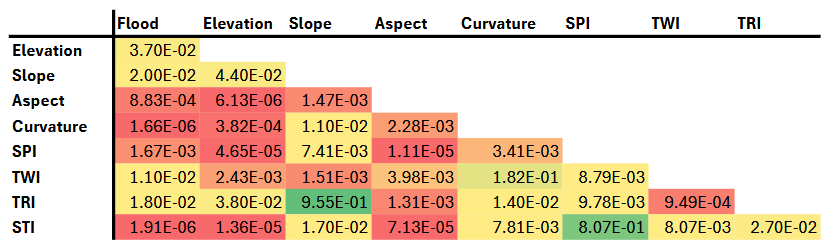 Flood Elevation Slope Aspect Curvature SPI TWI TRI
Elevation 3.70E-02
Slope 2.00E-02 4.40E-02
Aspect 8.83E-04 6.13E-06 1.47E-03
Curvature 1.66E-06 3.82E-04 1.10E-02 2.28E-03
SPI 1.67E-03 4.65E-05 7.41E-03 1.11E-05 3.41E-03
TWI 1.10E-02 2.43E-03 1.51E-03 3.98E-03 1.82E-01 8.79E-03
TRI 1.80E-02 3.80E-02 9.55E-01 1.31E-03 1.40E-02 9.78E-03 9.49E-04
STI 1.91E-06 1.36E-05 1.70E-02 7.13E-05 7.81E-03 8.07E-01 8.07E-03 2.70E-02